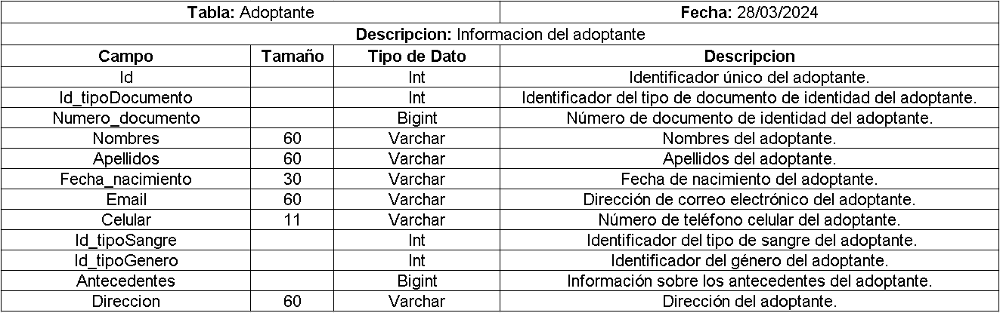 Tabla: Adoptante Fecha: 28/03/2024
Descripcion: Informacion del adoptante
Campo Tamaño Tipo de Dato Descripcion
Id Int Identificador único del adoptante.
Id_tipoDocumento Int Identificador del tipo de documento de identidad del adoptante.
Numero_documento Bigint Número de documento de identidad del adoptante.
Nombres 60 Varchar Nombres del adoptante.
Apellidos 60 Varchar Apellidos del adoptante.
Fecha_nacimiento 30 Varchar Fecha de nacimiento del adoptante.
Email 60 Varchar Dirección de correo electrónico del adoptante.
Celular 11 Varchar Número de teléfono celular del adoptante.
Id_tipoSangre Int Identificador del tipo de sangre del adoptante.
Id_tipoGenero Int Identificador del género del adoptante.
Antecedentes Bigint Información sobre los antecedentes del adoptante.
Direccion 60 Varchar Dirección del adoptante.